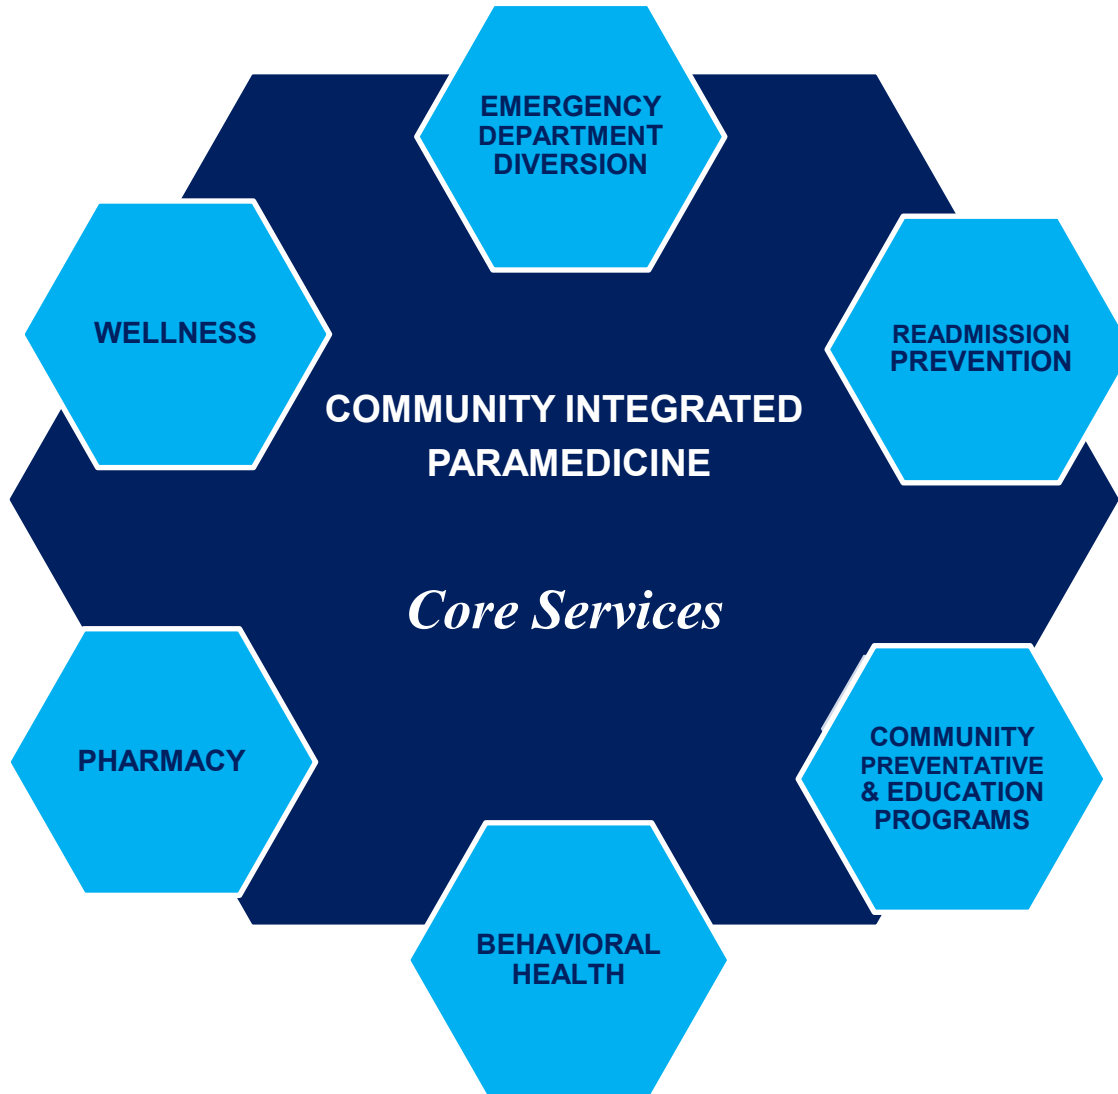 EMERGENCY
DEPARTMENT
DIVERSION
WELLNESS
READMISSION
PREVENTION
COMMUNITY INTEGRATED
PARAMEDICINE
Core Services
PHARMACY
COMMUNITY
PREVENTATIVE
& EDUCATION
PROGRAMS
BEHAVIORAL
HEALTH